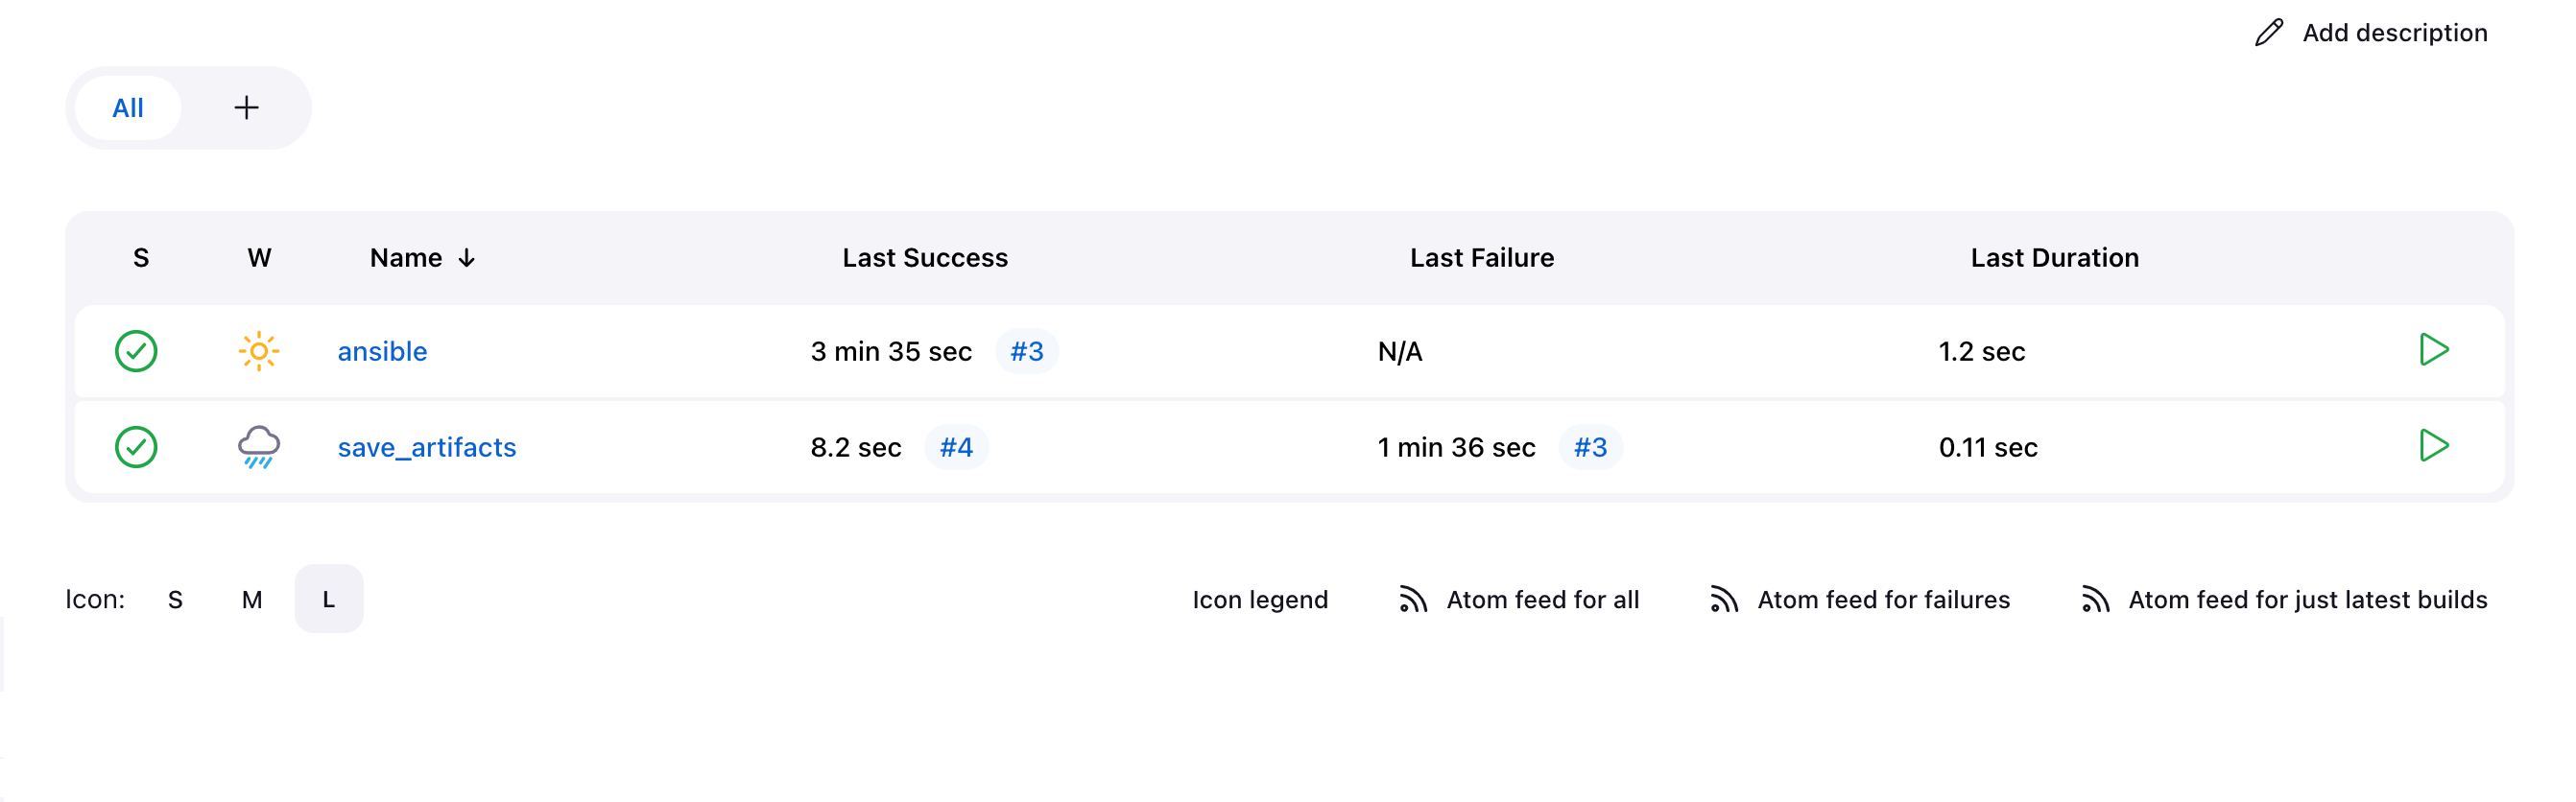 Add description
All +
S W Name ↓ Last Success Last Failure Last Duration
ansible 3 min 35 sec #3 N/A 1.2 sec
save_artifacts 8.2 sec #4 1 min 36 sec #3 0.11 sec
Icon: S M L Icon legend Atom feed for all Atom feed for failures Atom feed for just latest builds